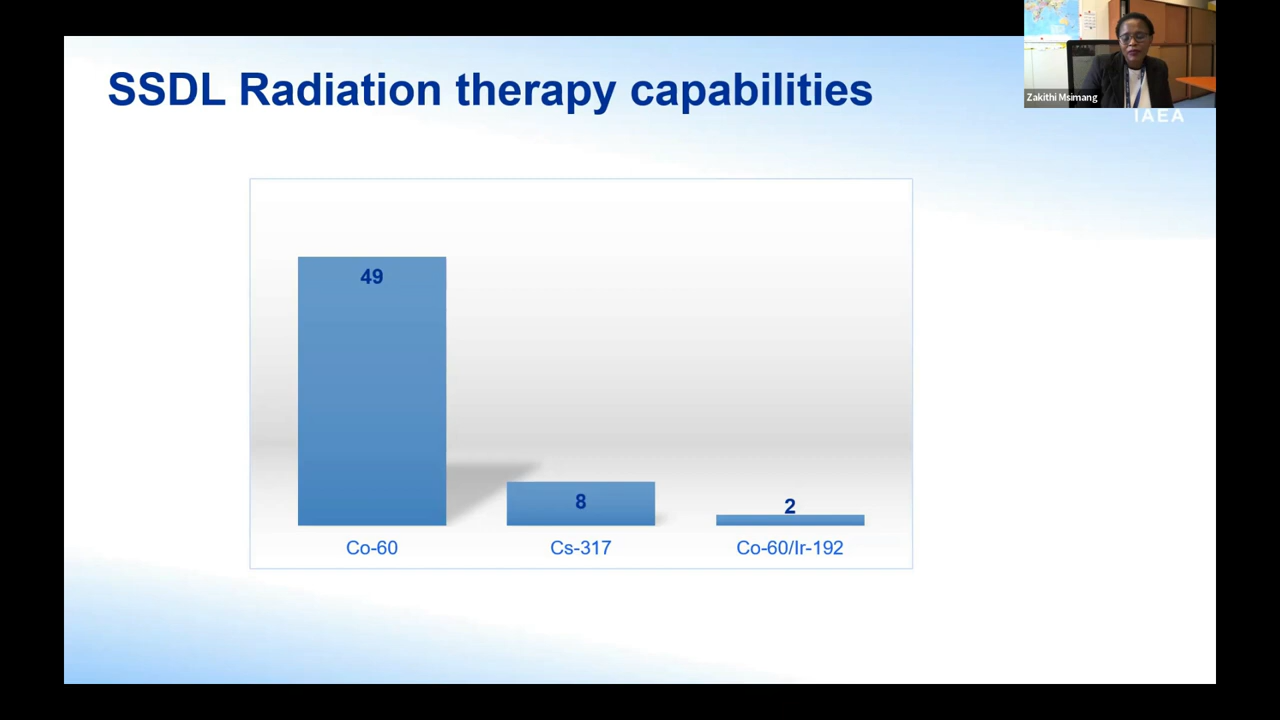 SSDL Radiation therapy capabilities
Zakithi Msimang
IAEA
49
8
2
Co-60
Cs-317
Co-60/Ir-192